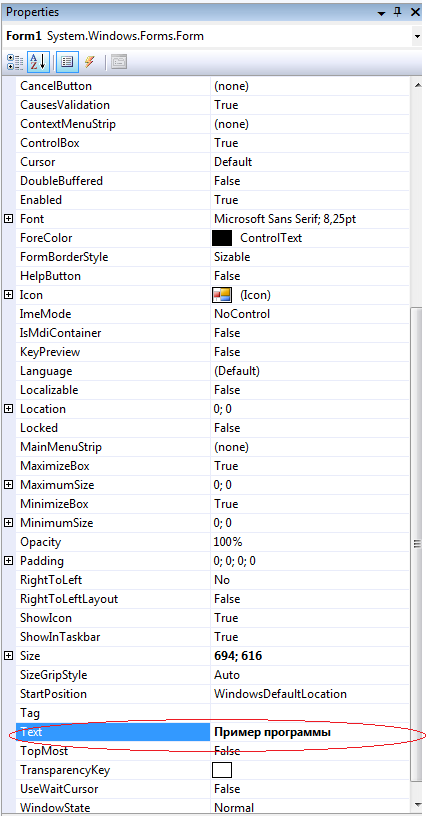 Properties
Form1 System.Windows.Forms.Form
CancelButton (none)
CausesValidation True
ContextMenuStrip (none)
ControlBox True
Cursor Default
DoubleBuffered False
Enabled True
Font Microsoft Sans Serif; 8,25pt
ForeColor ControlText
FormBorderStyle Sizable
HelpButton False
Icon (Icon)
ImeMode NoControl
IsMdiContainer False
KeyPreview False
Language (Default)
Localizable False
Location 0; 0
Locked False
MainMenuStrip (none)
MaximizeBox True
MaximumSize 0; 0
MinimizeBox True
MinimumSize 0; 0
Opacity 100%
Padding 0; 0; 0; 0
RightToLeft No
RightToLeftLayout False
ShowIcon True
ShowInTaskbar True
Size 694; 616
SizeGripStyle Auto
StartPosition WindowsDefaultLocation
Tag
Text Пример программы
TopMost False
TransparencyKey
UseWaitCursor False
WindowState Normal